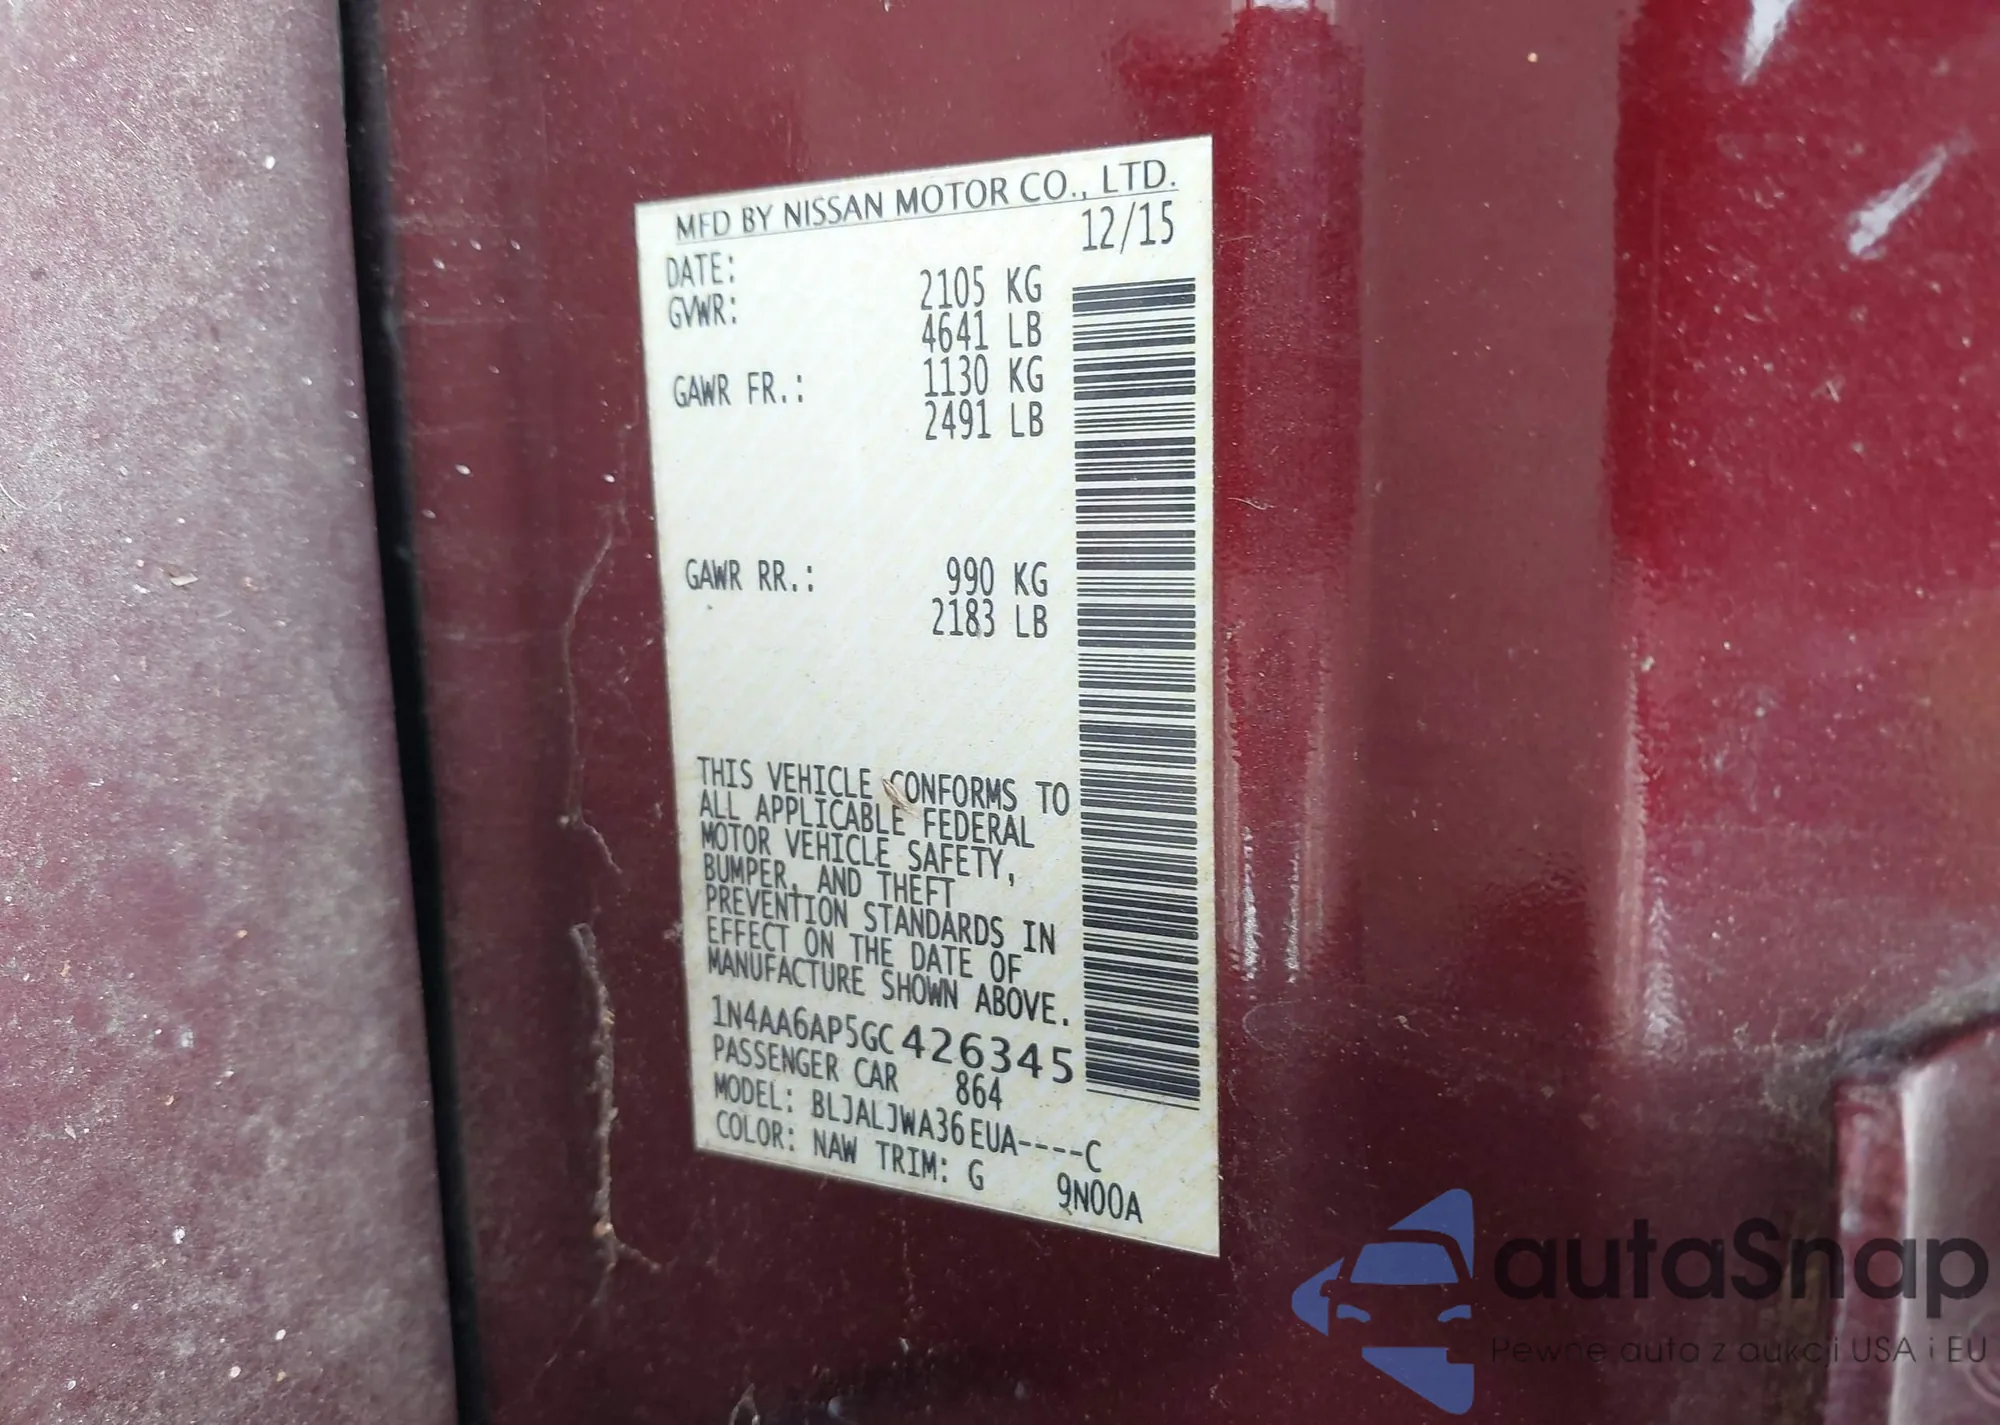 MFD BY NISSAN MOTOR CO., LTD.
DATE: 12/15
GVWR: 2105 KG
4641 LB
GAWR FR.: 1130 KG
2491 LB
GAWR RR.: 990 KG
2183 LB
THIS VEHICLE CONFORMS TO
ALL APPLICABLE FEDERAL
MOTOR VEHICLE SAFETY,
BUMPER, AND THEFT
PREVENTION STANDARDS IN
EFFECT ON THE DATE OF
MANUFACTURE SHOWN ABOVE.
1N4AA6AP5GC426345
PASSENGER CAR 864
MODEL: BLJALJWA36EUA----C
COLOR: NAW TRIM: G 9N00A
autaSnap
Pewne auta z aukcji USA i EU